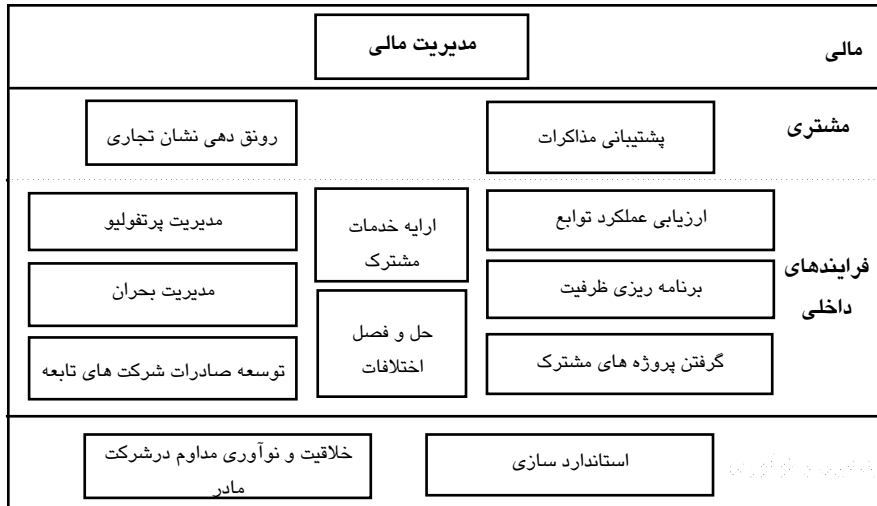 مالی
مدیریت مالی
مشتری
پشتیبانی مذاکرات
رونق دهی نشان تجاری
فرایندهای
داخلی
ارزیابی عملکرد توابع
برنامه ریزی ظرفیت
گرفتن پروژه های مشترک
ارایه خدمات
مشترک
حل و فصل
اختلافات
مدیریت پرتفولیو
مدیریت بحران
توسعه صادرات شرکت های تابعه
استاندارد سازی
خلاقیت و نوآوری مداوم درشرکت
مادر